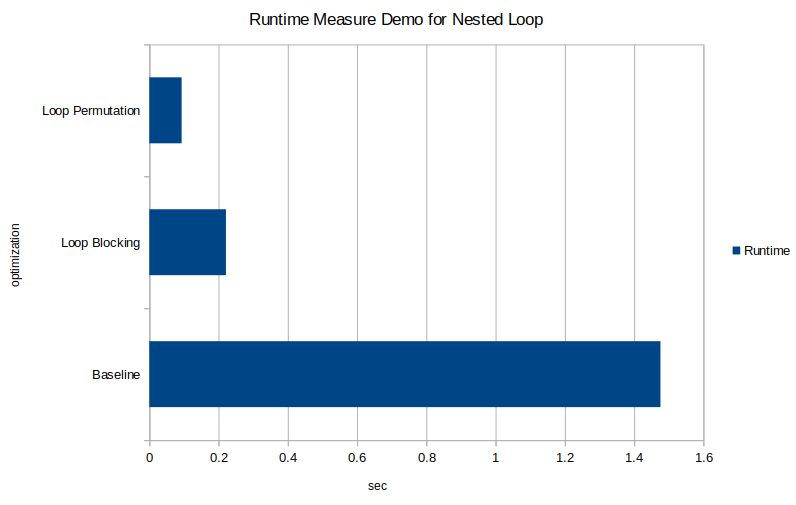 Runtime Measure Demo for Nested Loop
Loop Permutation
Loop Blocking
Baseline
optimization
Runtime
0 0.2 0.4 0.6 0.8 1 1.2 1.4 1.6
sec